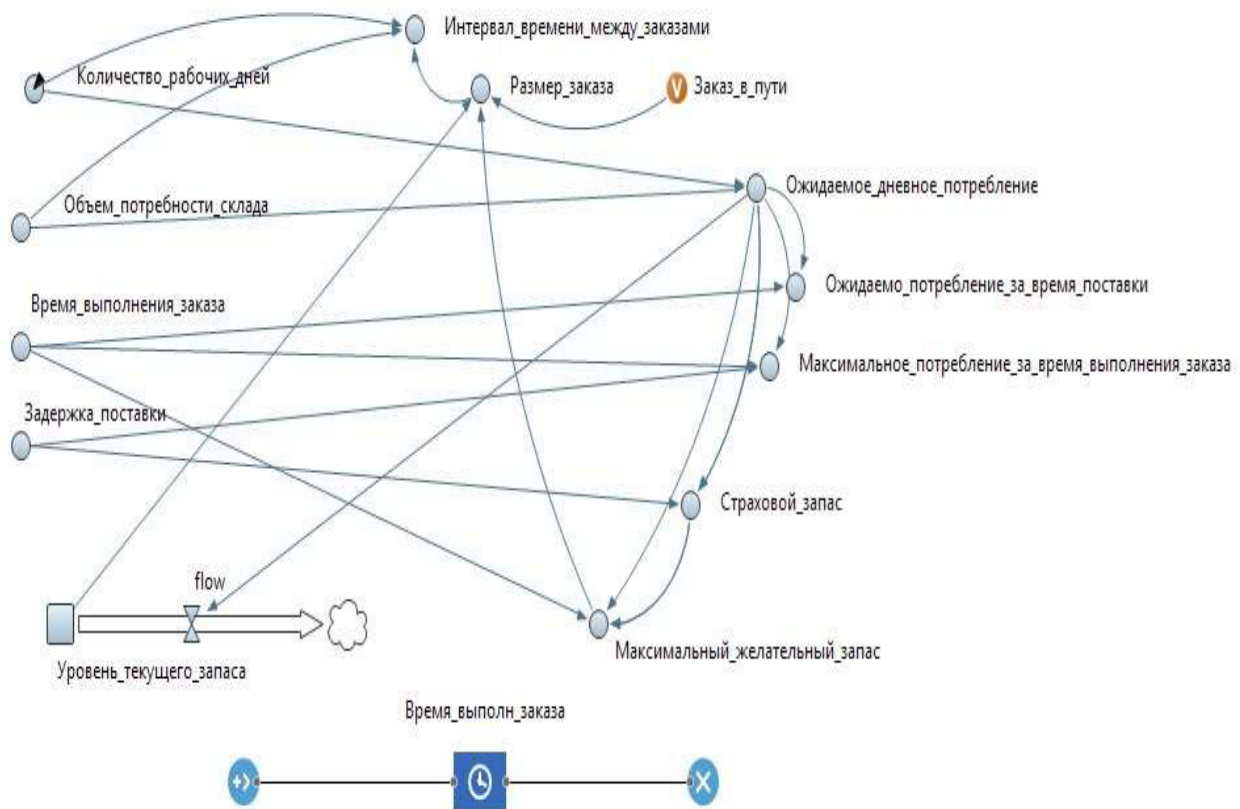 Интервал_времени_между_заказами
Количество_рабочих_дней
Размер_заказа
V
Заказ_в_пути
Ожидаемое_дневное_потребление
Объем_потребности_склада
Ожидаемо_потребление_за_время_поставки
Время_выполнения_заказа
Максимальное_потребление_за_время_выполнения_заказа
Задержка_поставки
Страховой_запас
flow
Максимальный_желательный_запас
Уровень_текущего_запаса
Время_выполн_заказа